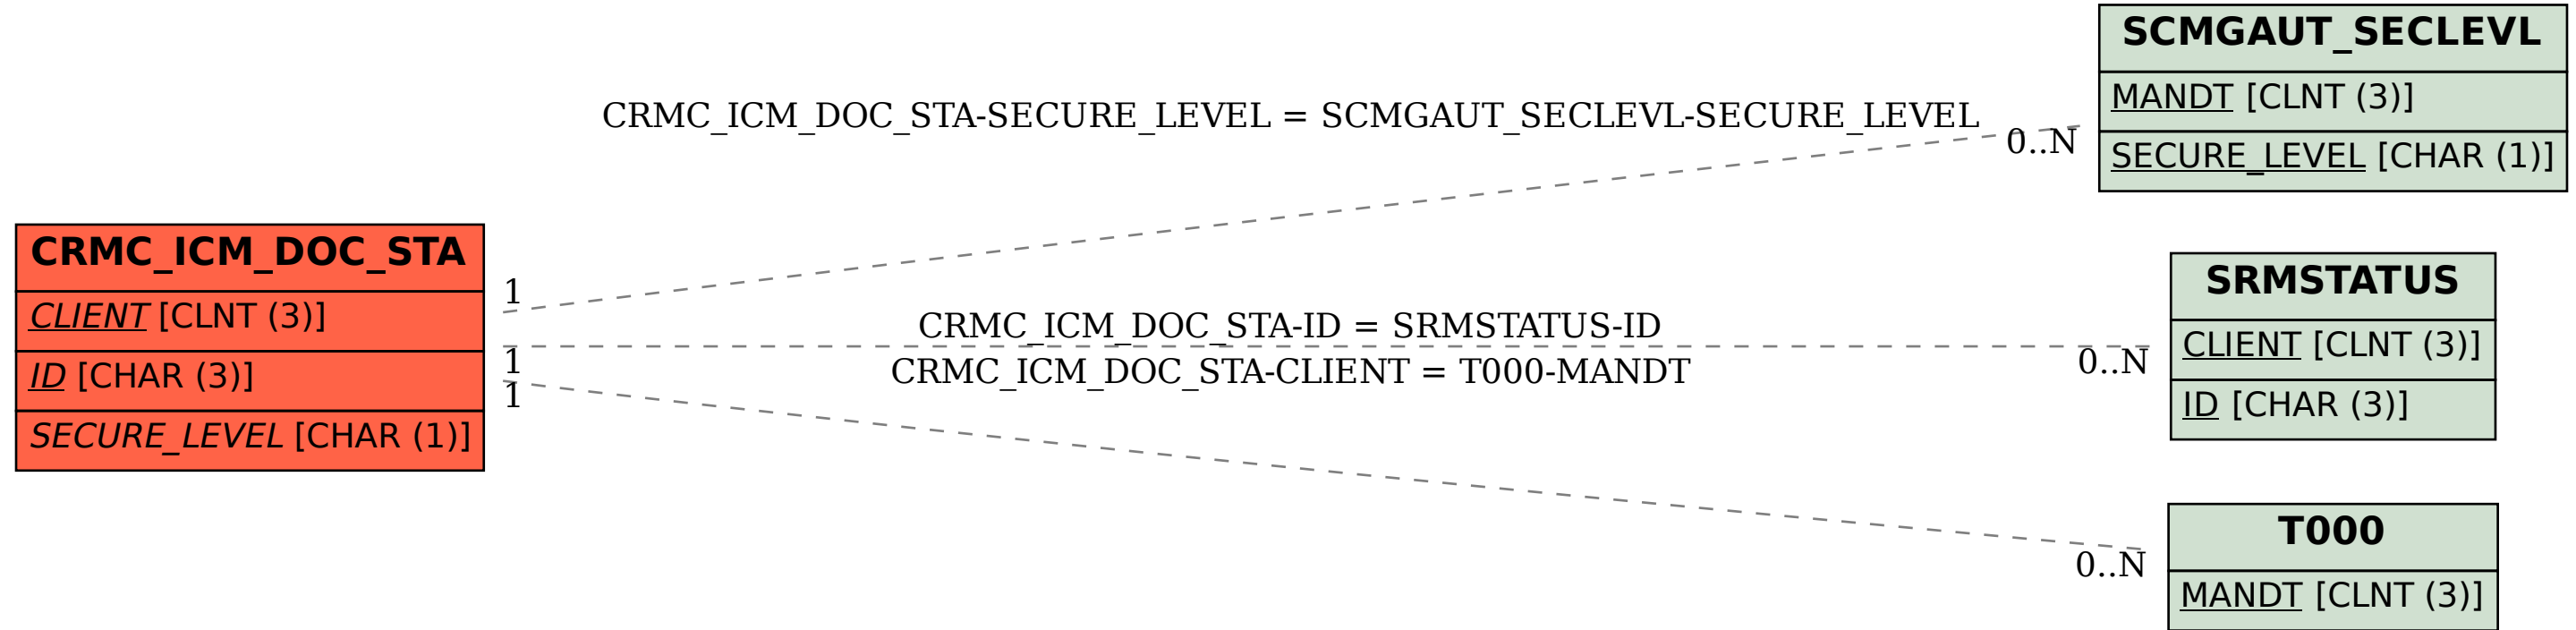 SCMGAUT_SECLEVL
MANDT [CLNT (3)]
SECURE_LEVEL [CHAR (1)]
CRMC_ICM_DOC_STA-SECURE_LEVEL = SCMGAUT_SECLEVL-SECURE_LEVEL
0..N
CRMC_ICM_DOC_STA
CLIENT [CLNT (3)]
ID [CHAR (3)]
SECURE_LEVEL [CHAR (1)]
1
CRMC_ICM_DOC_STA-ID = SRMSTATUS-ID
1
0..N
CRMC_ICM_DOC_STA-CLIENT = T000-MANDT
1
SRMSTATUS
CLIENT [CLNT (3)]
ID [CHAR (3)]
0..N
T000
MANDT [CLNT (3)]